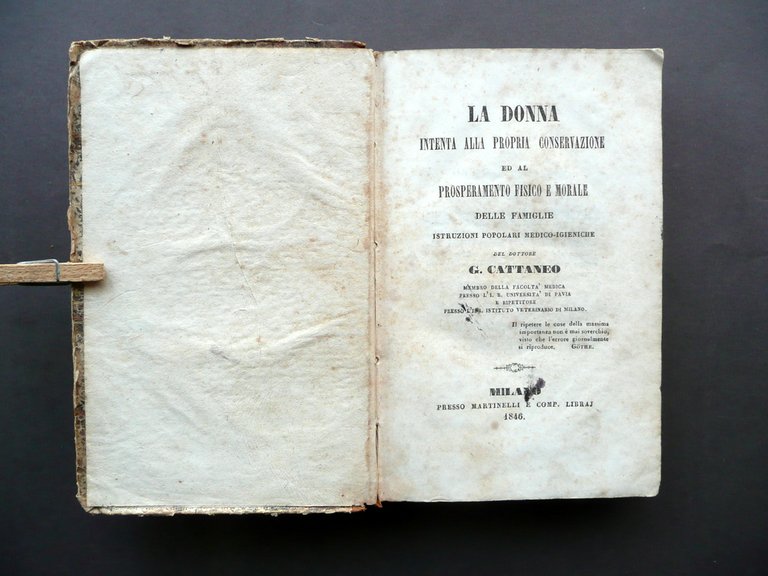 LA DONNA
INTENTA ALLA PROPRIA CONSERVAZIONE
ED AL
PROSPERAMENTO FISICO E MORALE
DELLE FAMIGLIE
ISTRUZIONI POPOLARI MEDICO-IGIENICHE
DEL DOTTORE
G. CATTANEO
MEMBRO DELLA FACOLTA' MEDICA
PRESSO L'I. R. UNIVERSITA' DI PAVIA
E RIPETITORE
PRESSO L'I. R. ISTITUTO VETERINARIO DI MILANO.
Il ripetere le cose della massima
importanza non è mai soverchio,
visto che l'errore giornalmente
si riproduce. GÖTHE.
MILANO
PRESSO MARTINELLI E COMP. LIBRAJ
1846.